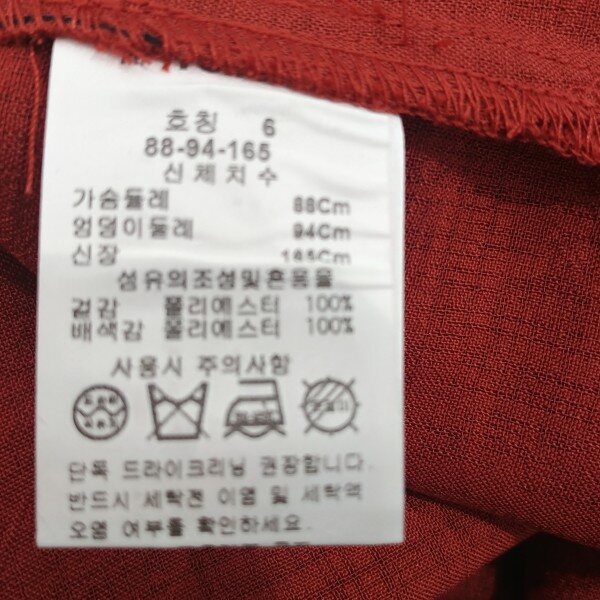 호칭 6
88-94-165
신체치수
가슴둘레 88Cm
엉덩이둘레 94Cm
신장 165Cm
섬유의조성및혼용율
겉감 폴리에스터 100%
배색감 폴리에스터 100%
사용시 주의사항
단독 드라이크리닝 권장합니다.
반드시 세탁전 이염 및 세탁역
오염 여부를 확인하세요.